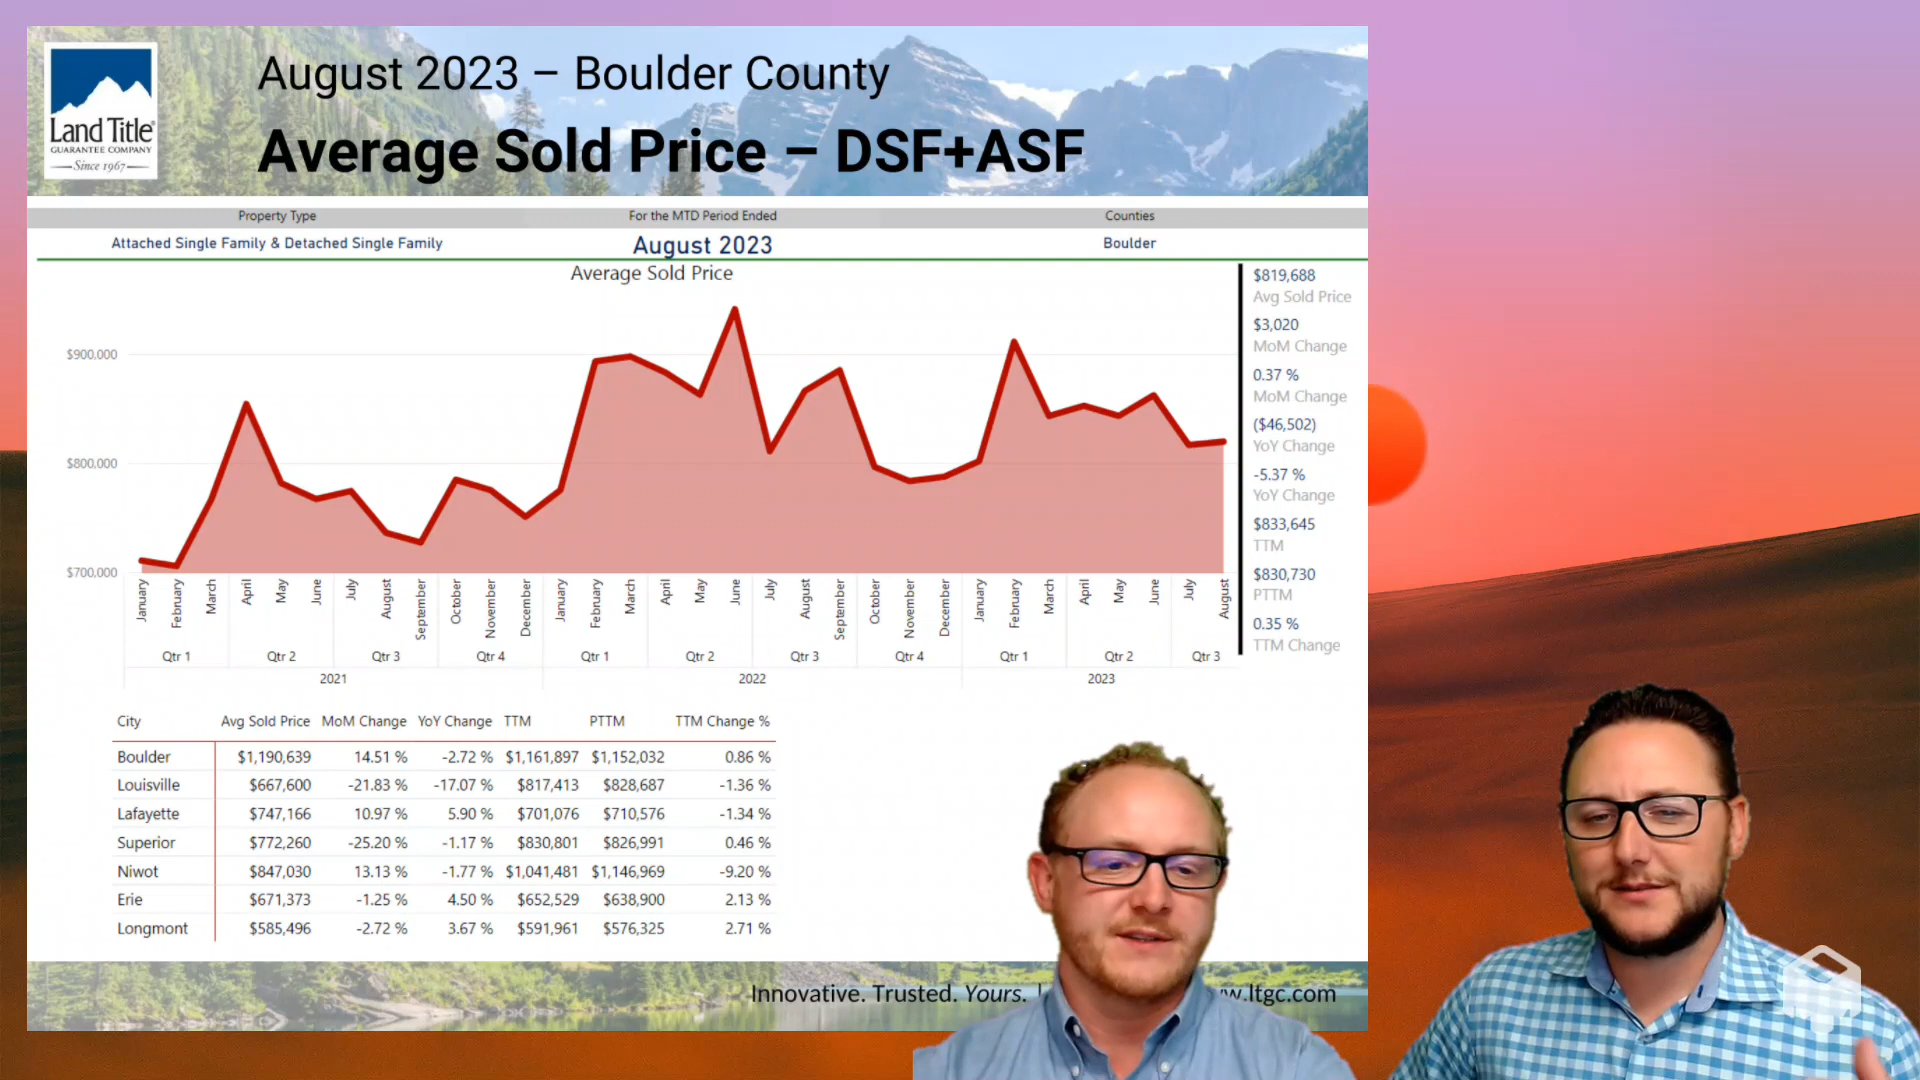 Land Title®
GUARANTEE COMPANY
Since 1967
August 2023 – Boulder County
Average Sold Price – DSF+ASF
Property Type For the MTD Period Ended Counties
Attached Single Family & Detached Single Family August 2023 Boulder
Average Sold Price
$900,000
$800,000
$700,000
January February March April May June July August September October November December January February March April May June July August September October November December January February March April May June July August
Qtr 1 Qtr 2 Qtr 3 Qtr 4 Qtr 1 Qtr 2 Qtr 3 Qtr 4 Qtr 1 Qtr 2 Qtr 3
2021 2022 2023
$819,688
Avg Sold Price
$3,020
MoM Change
0.37 %
MoM Change
($46,502)
YoY Change
-5.37 %
YoY Change
$833,645
TTM
$830,730
PTTM
0.35 %
TTM Change
City Avg Sold Price MoM Change YoY Change TTM PTTM TTM Change %
Boulder $1,190,639 14.51 % -2.72 % $1,161,897 $1,152,032 0.86 %
Louisville $667,600 -21.83 % -17.07 % $817,413 $828,687 -1.36 %
Lafayette $747,166 10.97 % 5.90 % $701,076 $710,576 -1.34 %
Superior $772,260 -25.20 % -1.17 % $830,801 $826,991 0.46 %
Niwot $847,030 13.13 % -1.77 % $1,041,481 $1,146,969 -9.20 %
Erie $671,373 -1.25 % 4.50 % $652,529 $638,900 2.13 %
Longmont $585,496 -2.72 % 3.67 % $591,961 $576,325 2.71 %
Innovative. Trusted. Yours. | w.ltgc.com